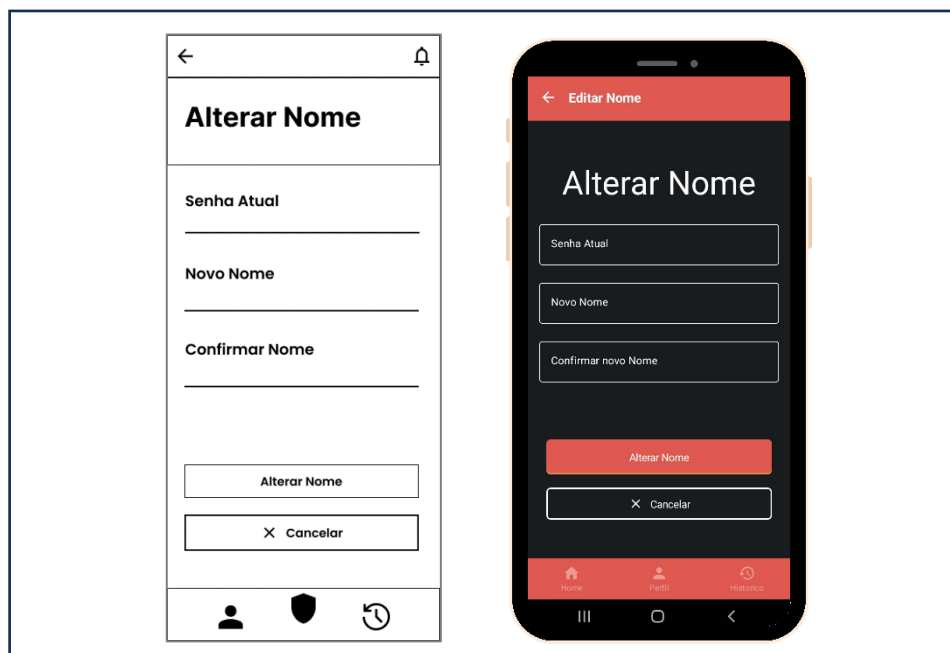 Alterar Nome
Senha Atual
Novo Nome
Confirmar Nome
Alterar Nome
Cancelar
Editar Nome
Alterar Nome
Senha Atual
Novo Nome
Confirmar novo Nome
Alterar Nome
Cancelar
Home Perfil Historico